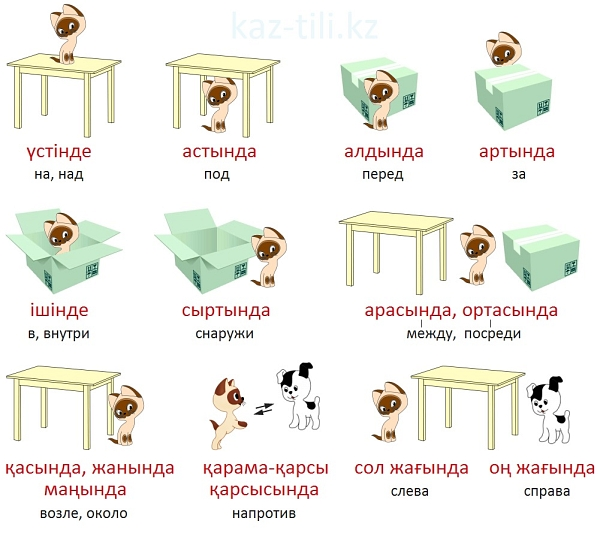 kaz-tili.kz
үстінде
на, над
астында
под
алдында
перед
артында
за
ішінде
в, внутри
сыртында
снаружи
арасында, ортасында
между, посреди
қасында, жанында
маңында
возле, около
қарама-қарсы
қарсысында
напротив
сол жағында
слева
оң жағында
справа